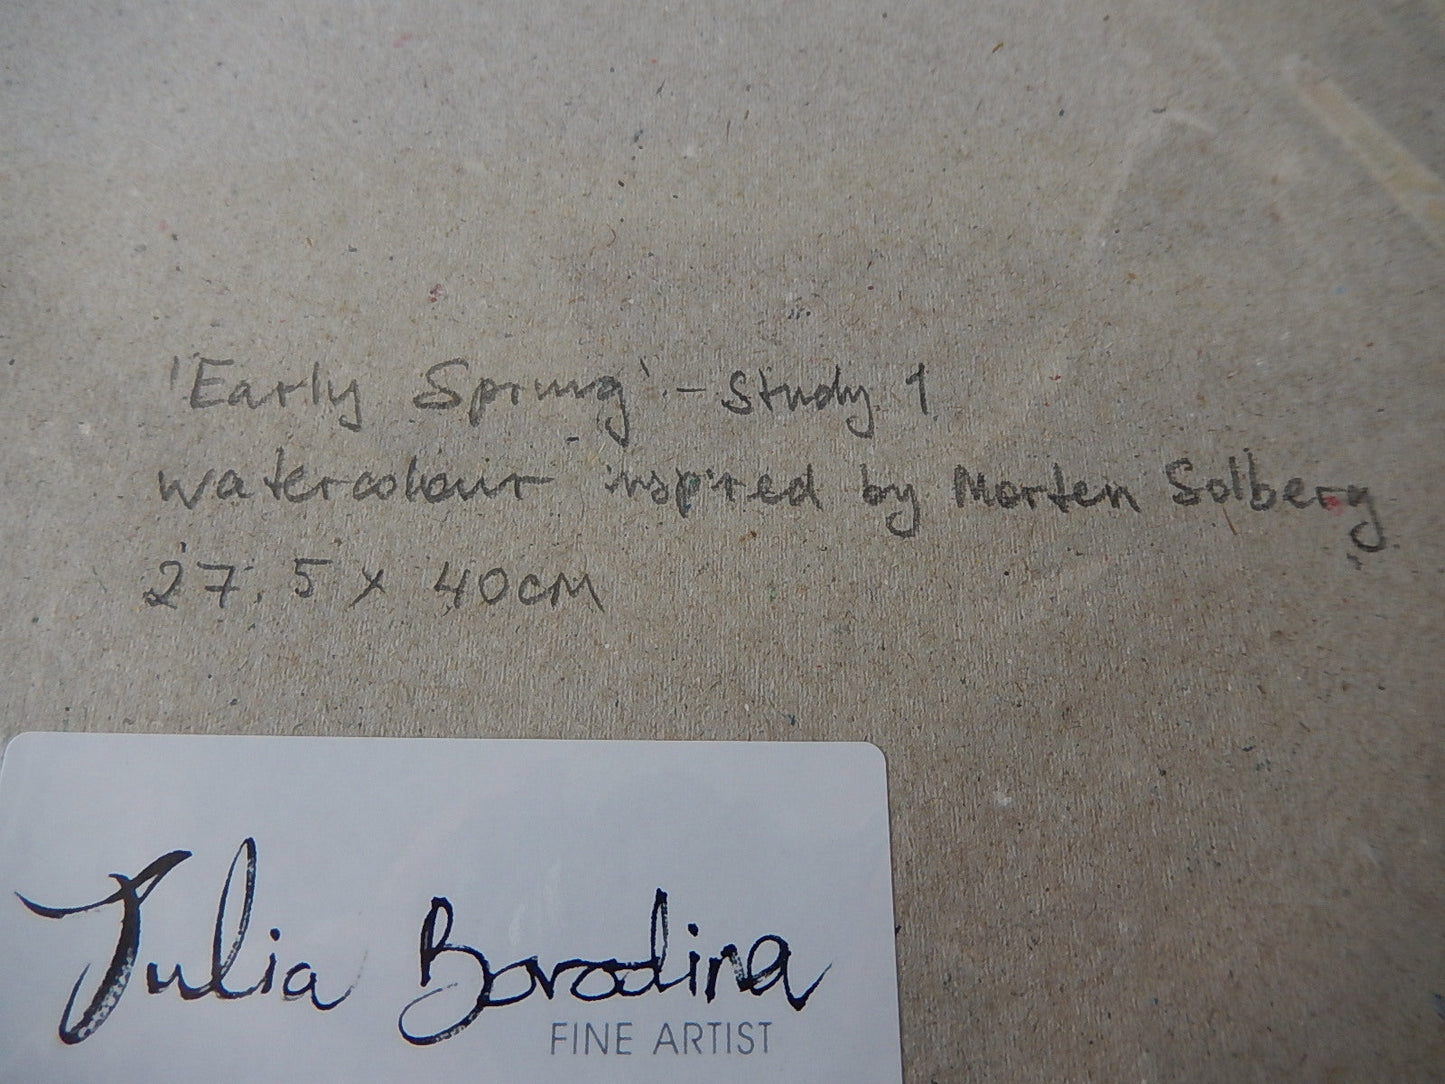 'Early Spring' - Study 1
watercolour inspired by Morten Solberg
27.5 x 40cm
Julia Borodina
FINE ARTIST